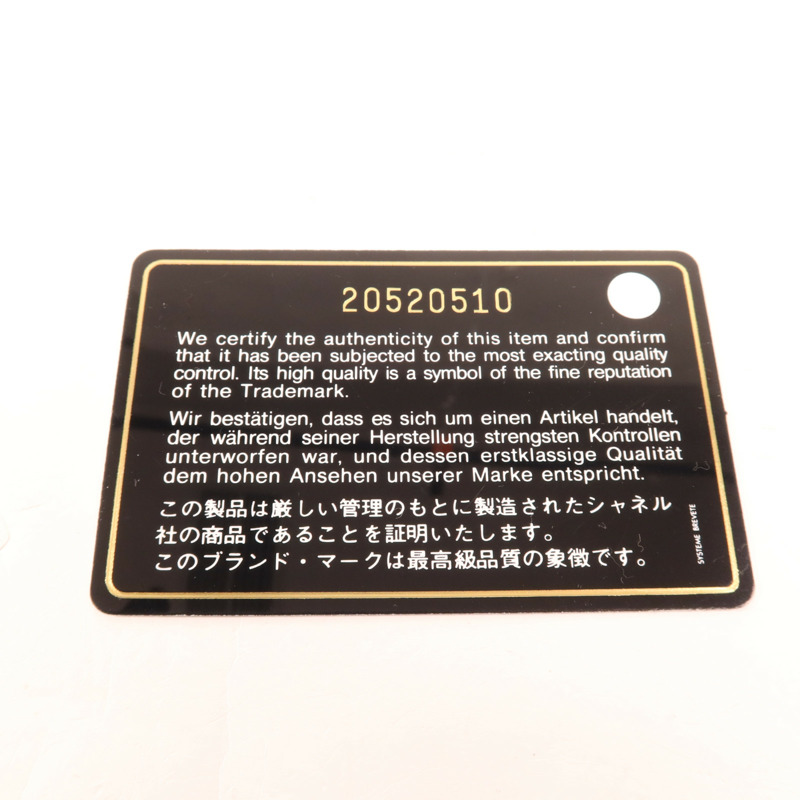 20520510
We certify the authenticity of this item and confirm
that it has been subjected to the most exacting quality
control. Its high quality is a symbol of the fine reputation
of the Trademark.
Wir bestätigen, dass es sich um einen Artikel handelt,
der während seiner Herstellung strengsten Kontrollen
unterworfen war, und dessen erstklassige Qualität
dem hohen Ansehen unserer Marke entspricht.
この製品は厳しい管理のもとに製造されたシャネル
社の商品であることを証明いたします。
このブランド・マークは最高級品質の象徴です。
SYSTEME BREVETE